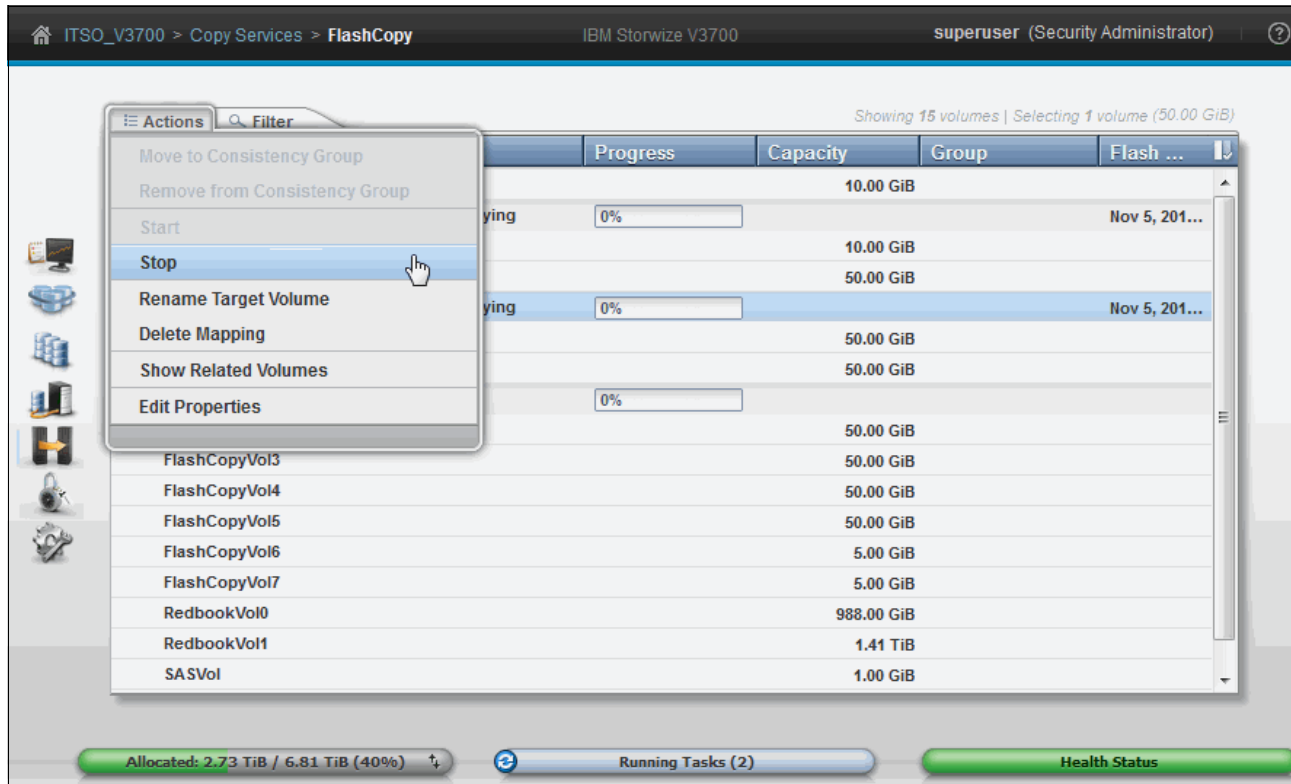 ITSO_V3700 > Copy Services > FlashCopy IBM Storwize V3700 superuser (Security Administrator) ?
Actions Filter Showing 15 volumes | Selecting 1 volume (50.00 GiB)
Progress Capacity Group Flash ...
Move to Consistency Group
Remove from Consistency Group
Start
Stop
Rename Target Volume
Delete Mapping
Show Related Volumes
Edit Properties
10.00 GiB
ying 0% Nov 5, 201...
10.00 GiB
50.00 GiB
ying 0% Nov 5, 201...
50.00 GiB
50.00 GiB
0%
50.00 GiB
FlashCopyVol3 50.00 GiB
FlashCopyVol4 50.00 GiB
FlashCopyVol5 50.00 GiB
FlashCopyVol6 5.00 GiB
FlashCopyVol7 5.00 GiB
RedbookVol0 988.00 GiB
RedbookVol1 1.41 TiB
SASVol 1.00 GiB
Allocated: 2.73 TiB / 6.81 TiB (40%) Running Tasks (2) Health Status